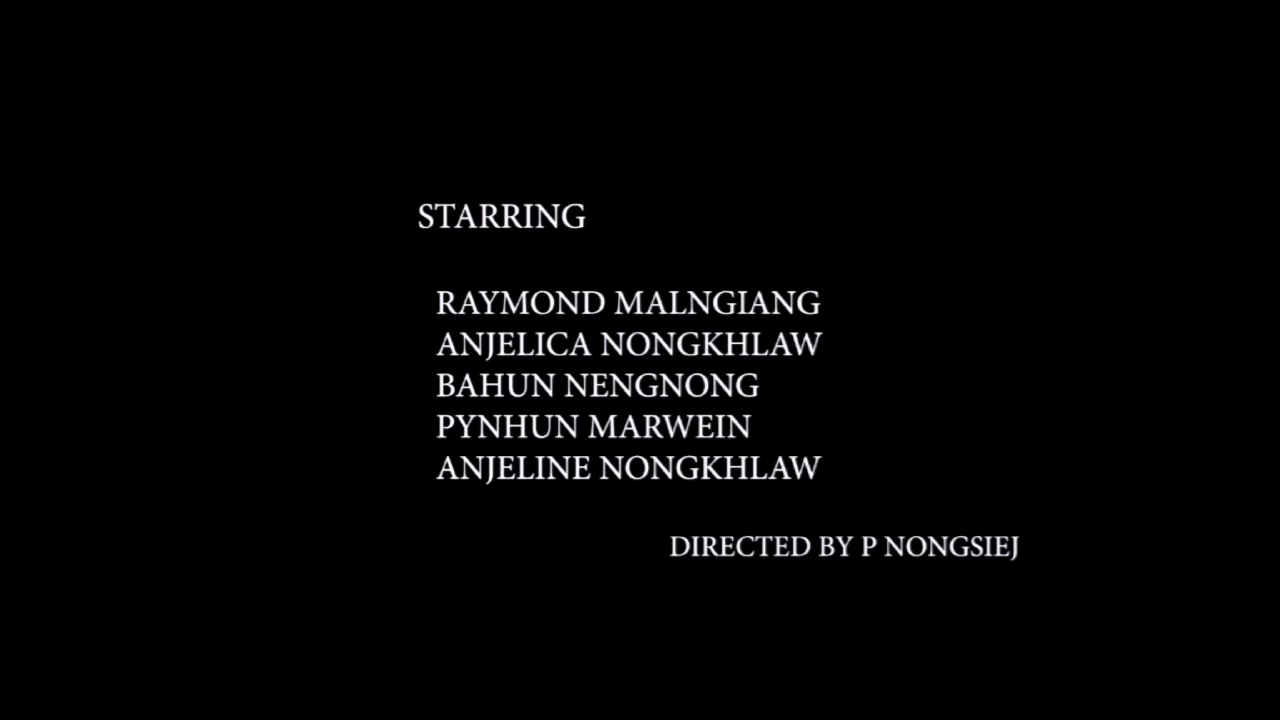 STARRING
RAYMOND MALNGIANG
ANJELICA NONGKHLAW
BAHUN NENGNONG
PYNHUN MARWEIN
ANJELINE NONGKHLAW
DIRECTED BY P NONGSIEJ